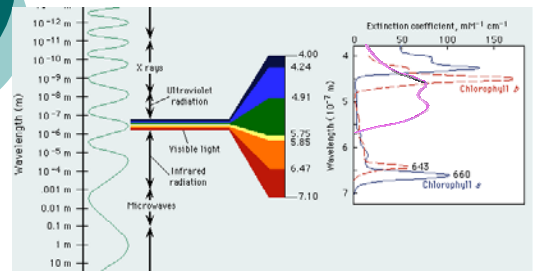 Wavelength (m)
10⁻¹² m
10⁻¹¹ m
10⁻¹⁰ m
10⁻⁹ m
10⁻⁸ m
10⁻⁷ m
10⁻⁶ m
10⁻⁵ m
10⁻⁴ m
0.001 m
0.01 m
0.1 m
1 m
10 m
X rays
Ultraviolet
radiation
Visible light
Infrared
radiation
Microwaves
4.00
4.24
4.91
5.75
5.85
6.47
7.10
Extinction coefficient, mM⁻¹ cm⁻¹
0 50 100 150
Wavelength (10⁻⁷ m)
4
5
6
7
Chlorophyll b
643
660
Chlorophyll a